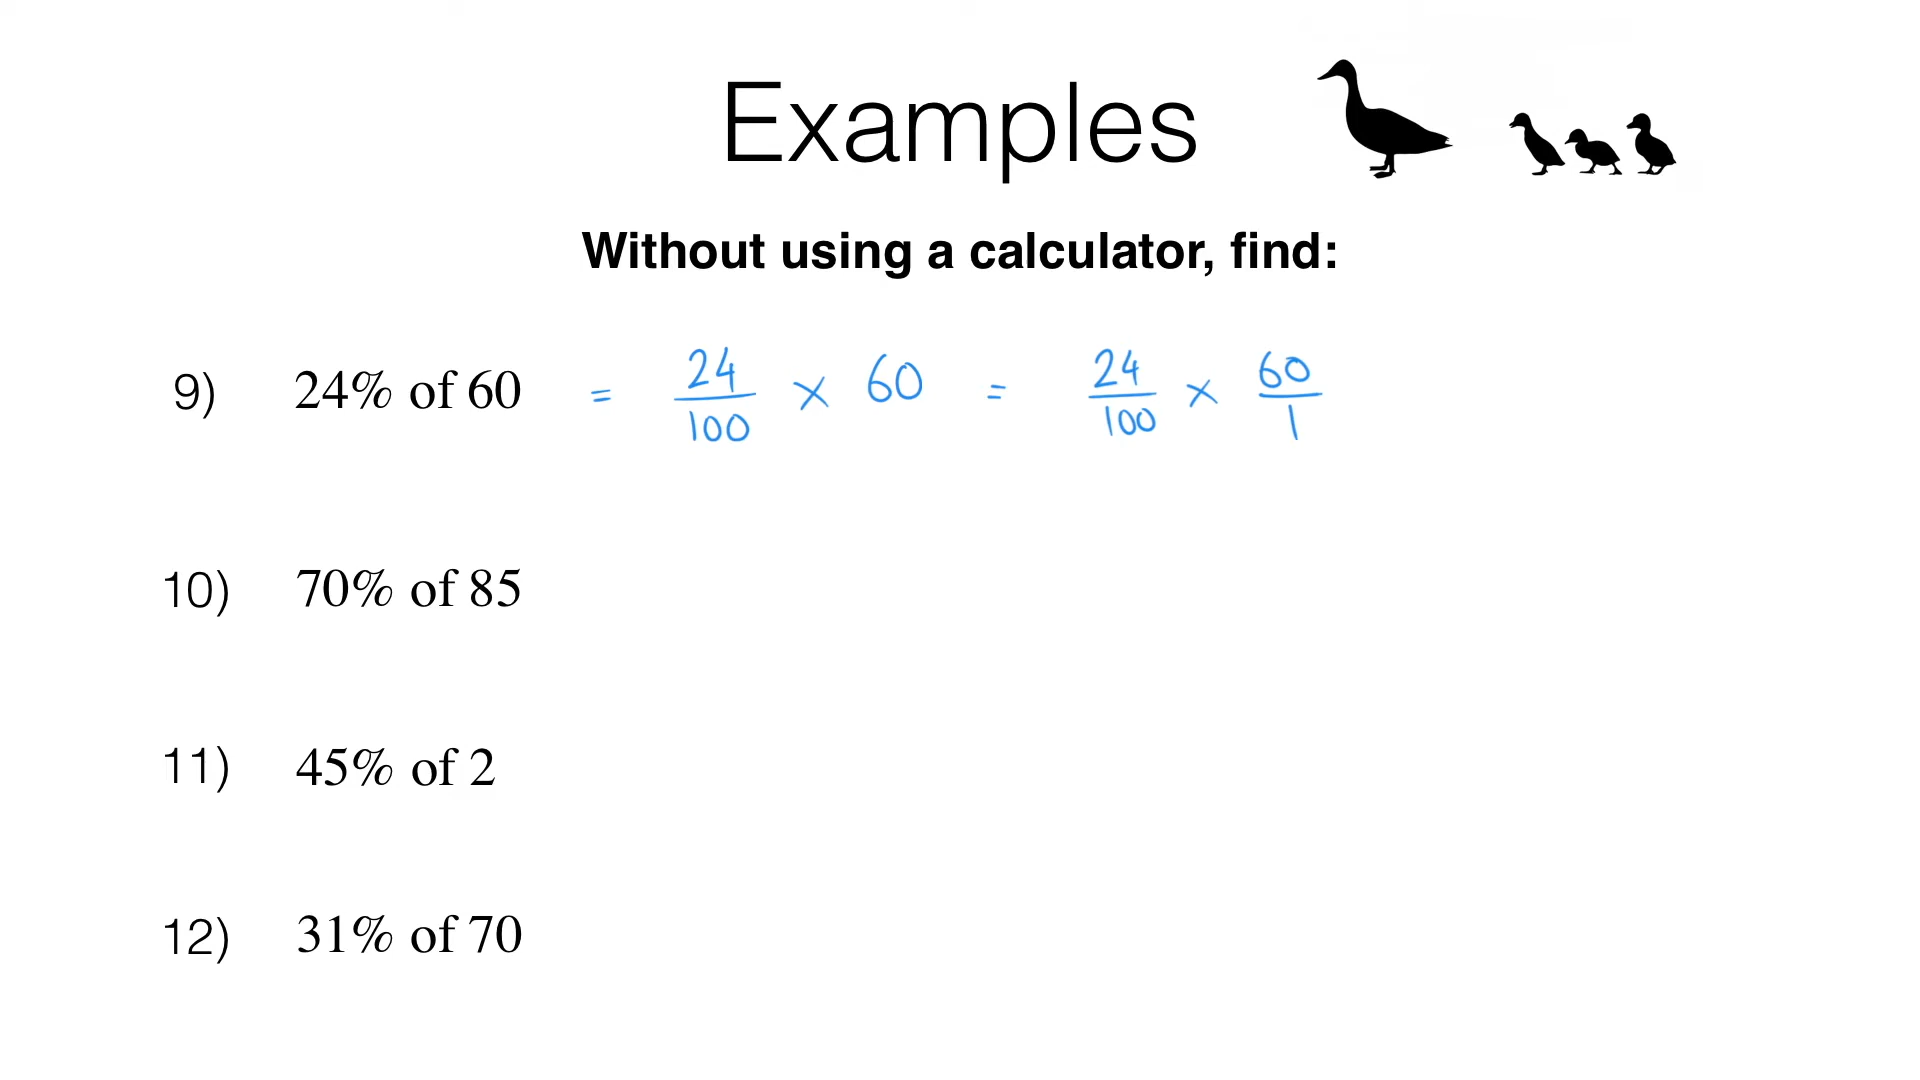 Examples
Without using a calculator, find:
9) 24% of 60 = 24/100 × 60 = 24/100 × 60/1
10) 70% of 85
11) 45% of 2
12) 31% of 70